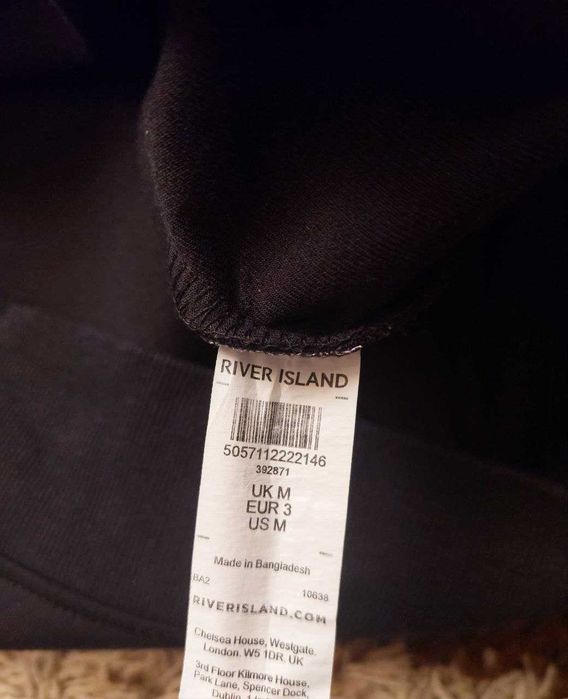 RIVER ISLAND
5057112222146
392871
UK M
EUR 3
US M
Made in Bangladesh
BA2
10638
RIVERISLAND.COM
Chelsea House, Westgate,
London. W5 1DR, UK
3rd Floor Kilmore House,
Park Lane, Spencer Dock,
Dublin